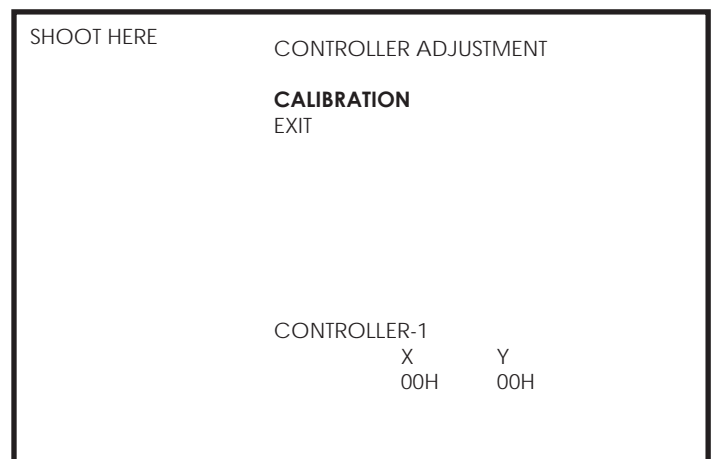 SHOOT HERE
CONTROLLER ADJUSTMENT
CALIBRATION
EXIT
CONTROLLER-1
X Y
00H 00H